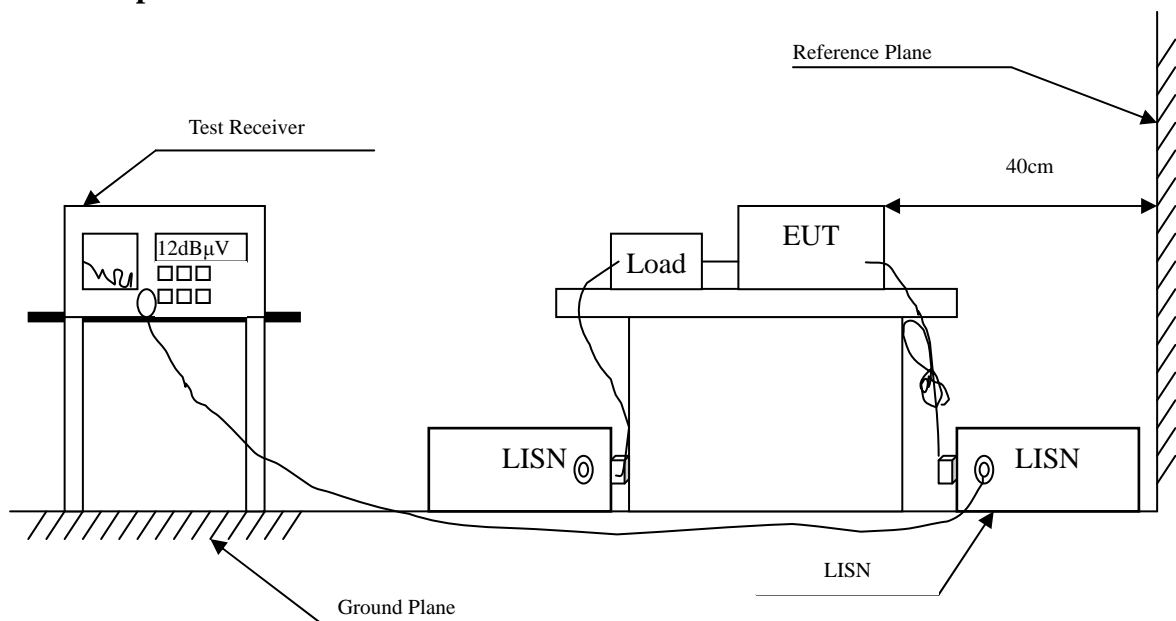 Reference Plane
Test Receiver
40cm
12dBµV
EUT
Load
LISN
LISN
LISN
Ground Plane